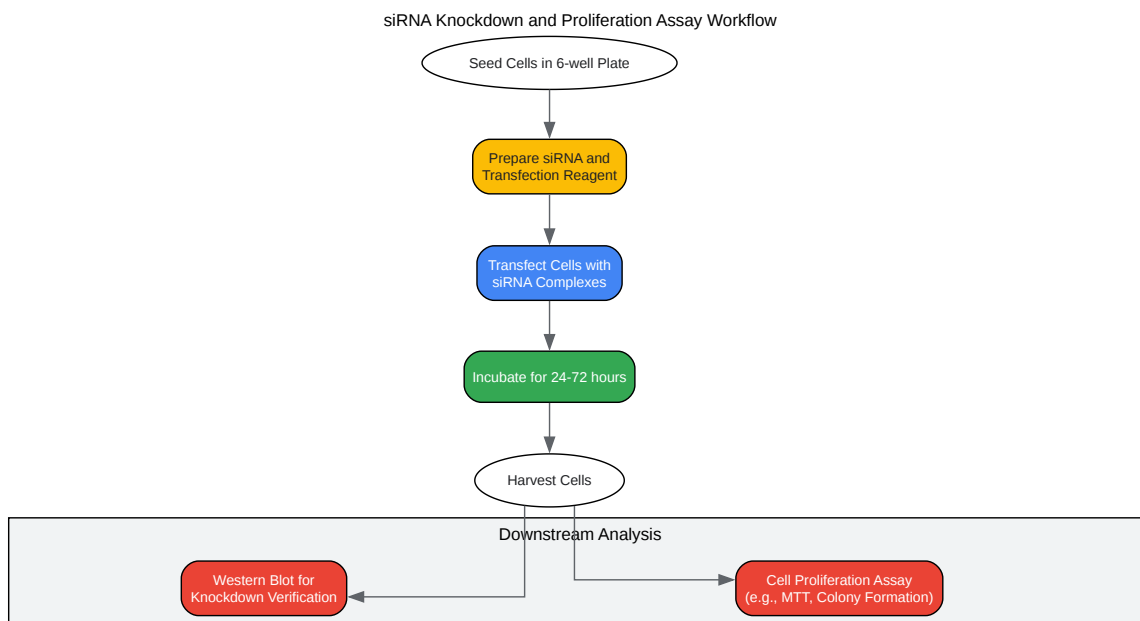 siRNA Knockdown and Proliferation Assay Workflow
Seed Cells in 6-well Plate
Prepare siRNA and
Transfection Reagent
Transfect Cells with
siRNA Complexes
Incubate for 24-72 hours
Harvest Cells
Downstream Analysis
Western Blot for
Knockdown Verification
Cell Proliferation Assay
(e.g., MTT, Colony Formation)